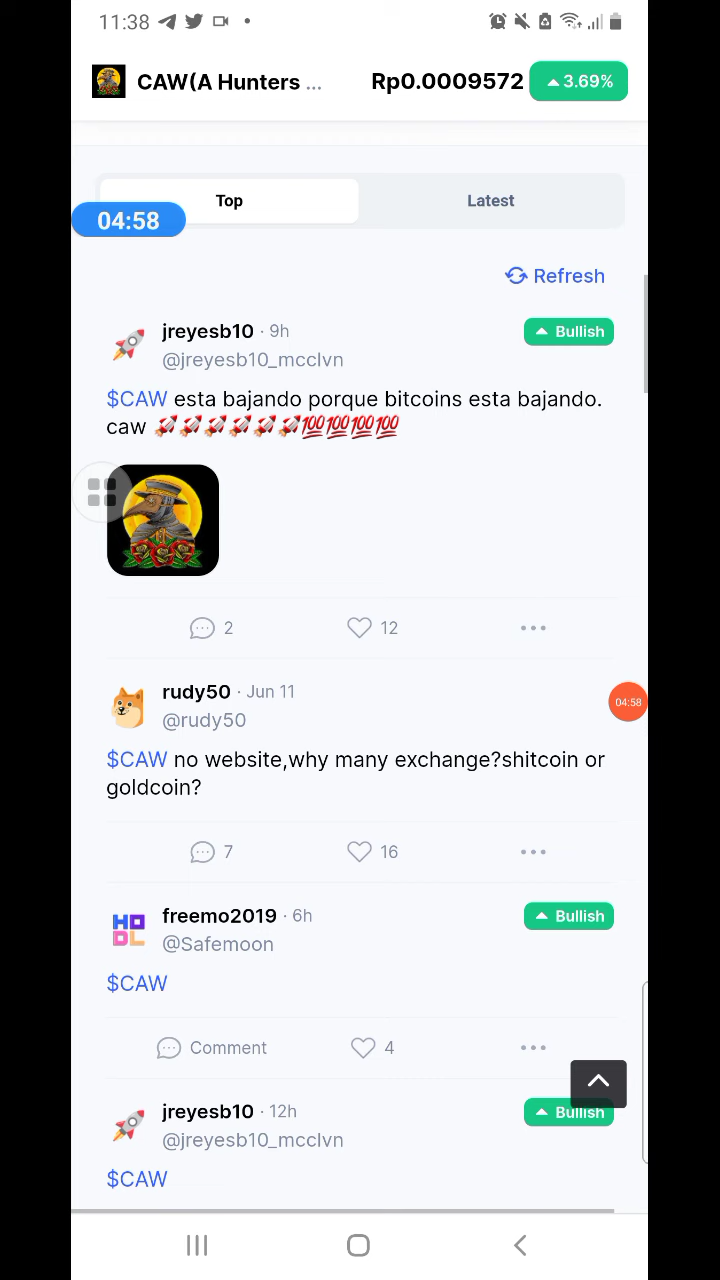 11:38
CAW(A Hunters ... Rp0.0009572 3.69%
Top Latest
04:58
Refresh
jreyesb10 · 9h Bullish
@jreyesb10_mcclvn
$CAW esta bajando porque bitcoins esta bajando.
caw 🚀🚀🚀🚀🚀🚀💯💯💯💯
2 12
rudy50 · Jun 11
@rudy50
04:58
$CAW no website,why many exchange?shitcoin or
goldcoin?
7 16
freemo2019 · 6h Bullish
@Safemoon
HODL
$CAW
Comment 4
jreyesb10 · 12h Bullish
@jreyesb10_mcclvn
$CAW